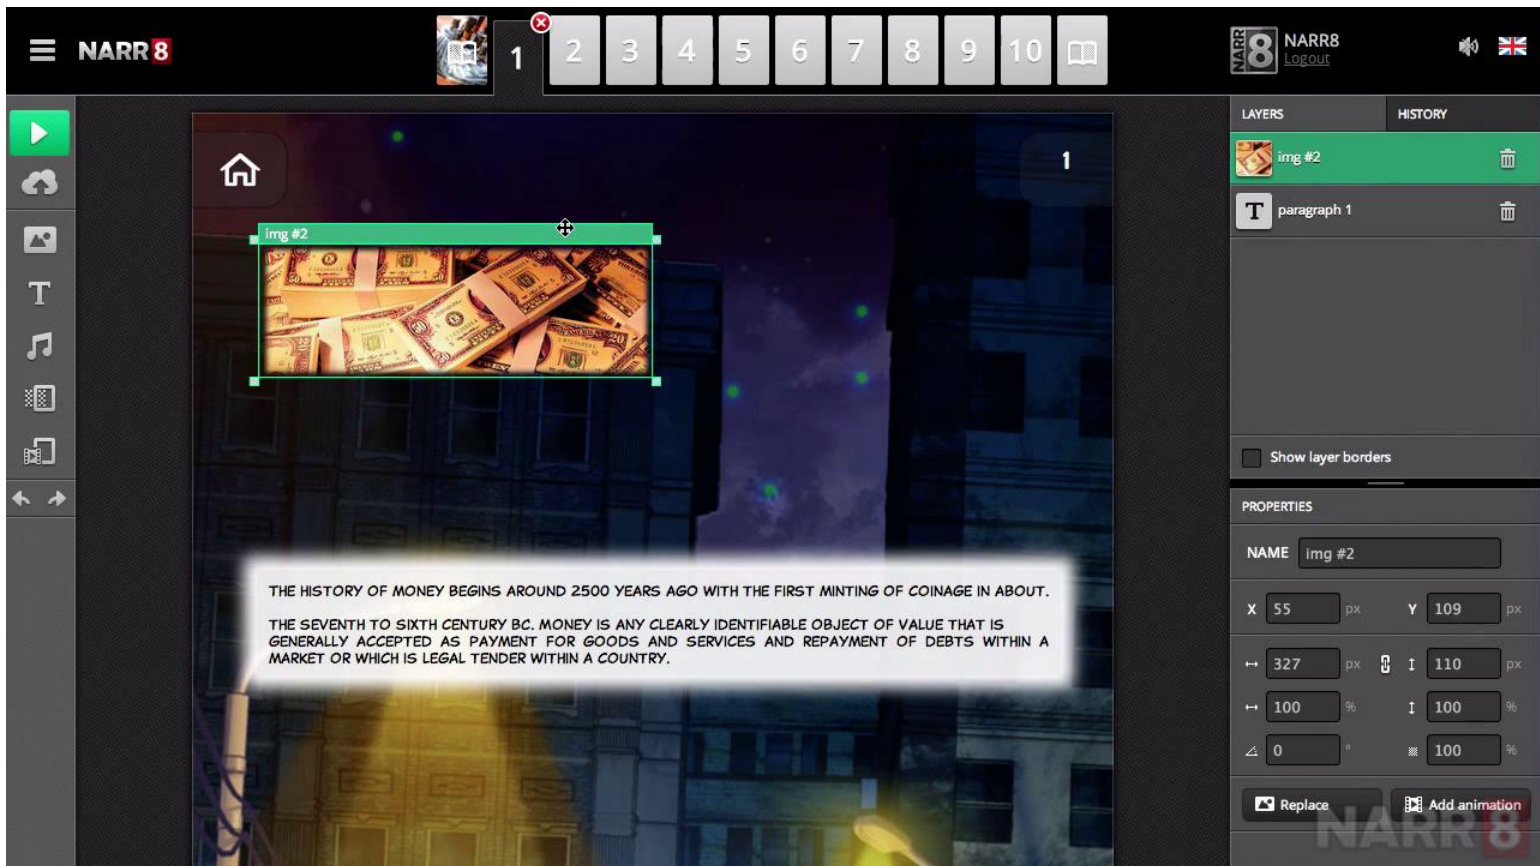 NARR8
1
2
3
4
5
6
7
8
9
10
NARR8
NARR8
Logout
1
img #2
THE HISTORY OF MONEY BEGINS AROUND 2500 YEARS AGO WITH THE FIRST MINTING OF COINAGE IN ABOUT.
THE SEVENTH TO SIXTH CENTURY BC. MONEY IS ANY CLEARLY IDENTIFIABLE OBJECT OF VALUE THAT IS
GENERALLY ACCEPTED AS PAYMENT FOR GOODS AND SERVICES AND REPAYMENT OF DEBTS WITHIN A
MARKET OR WHICH IS LEGAL TENDER WITHIN A COUNTRY.
LAYERS HISTORY
img #2
T paragraph 1
Show layer borders
PROPERTIES
NAME img #2
X 55 px Y 109 px
327 px 110 px
100 % 100 %
0 ° 100 %
Replace Add animation
NARR8